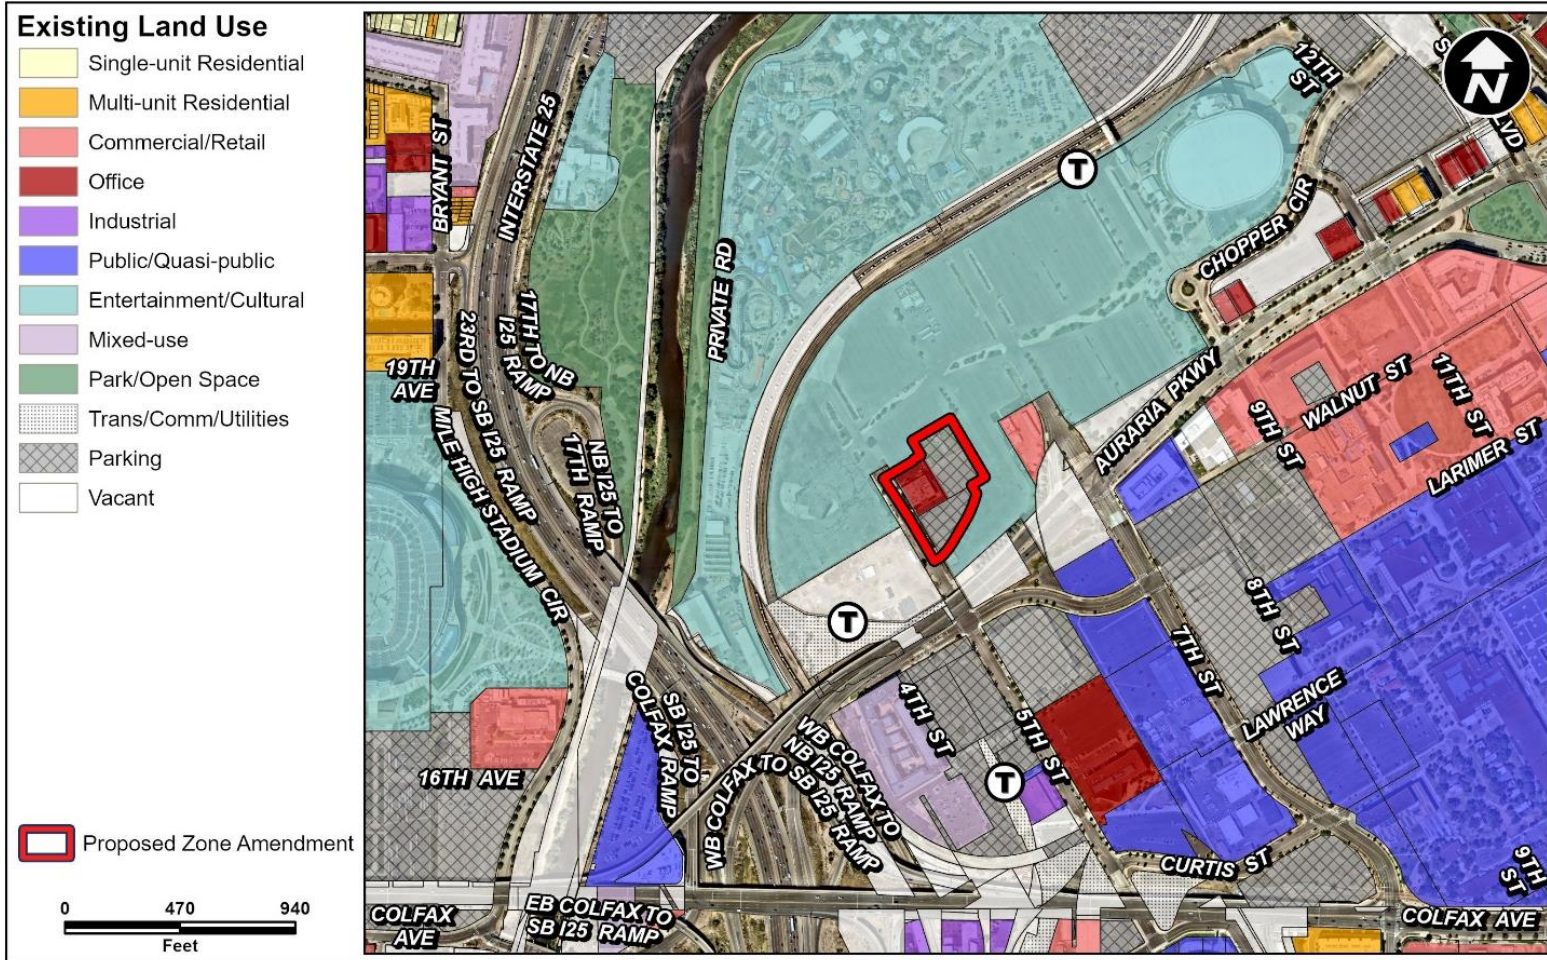 Existing Land Use
Single-unit Residential
Multi-unit Residential
Commercial/Retail
Office
Industrial
Public/Quasi-public
Entertainment/Cultural
Mixed-use
Park/Open Space
Trans/Comm/Utilities
Parking
Vacant
Proposed Zone Amendment
0 470 940
Feet
N
12TH
ST
LVD
BRYANT ST
INTERSTATE 25
T
CHOPPER CIR
PRIVATE RD
17TH TO NB
I25 RAMP
23RD TO SB I25 RAMP
19TH
AVE
MILE HIGH STADIUM CIR
NB I25 TO
17TH RAMP
AURARIA PKWY
9TH ST
WALNUT ST
11TH ST
LARIMER ST
8TH ST
T
7TH ST
LAWRENCE
WAY
4TH ST
5TH ST
T
SB I25 TO
COLFAX RAMP
WB COLFAX TO
NB I25 RAMP
WB COLFAX TO SB I25 RAMP
16TH AVE
CURTIS ST
9TH
ST
COLFAX
AVE
EB COLFAX TO
SB I25 RAMP
COLFAX AVE